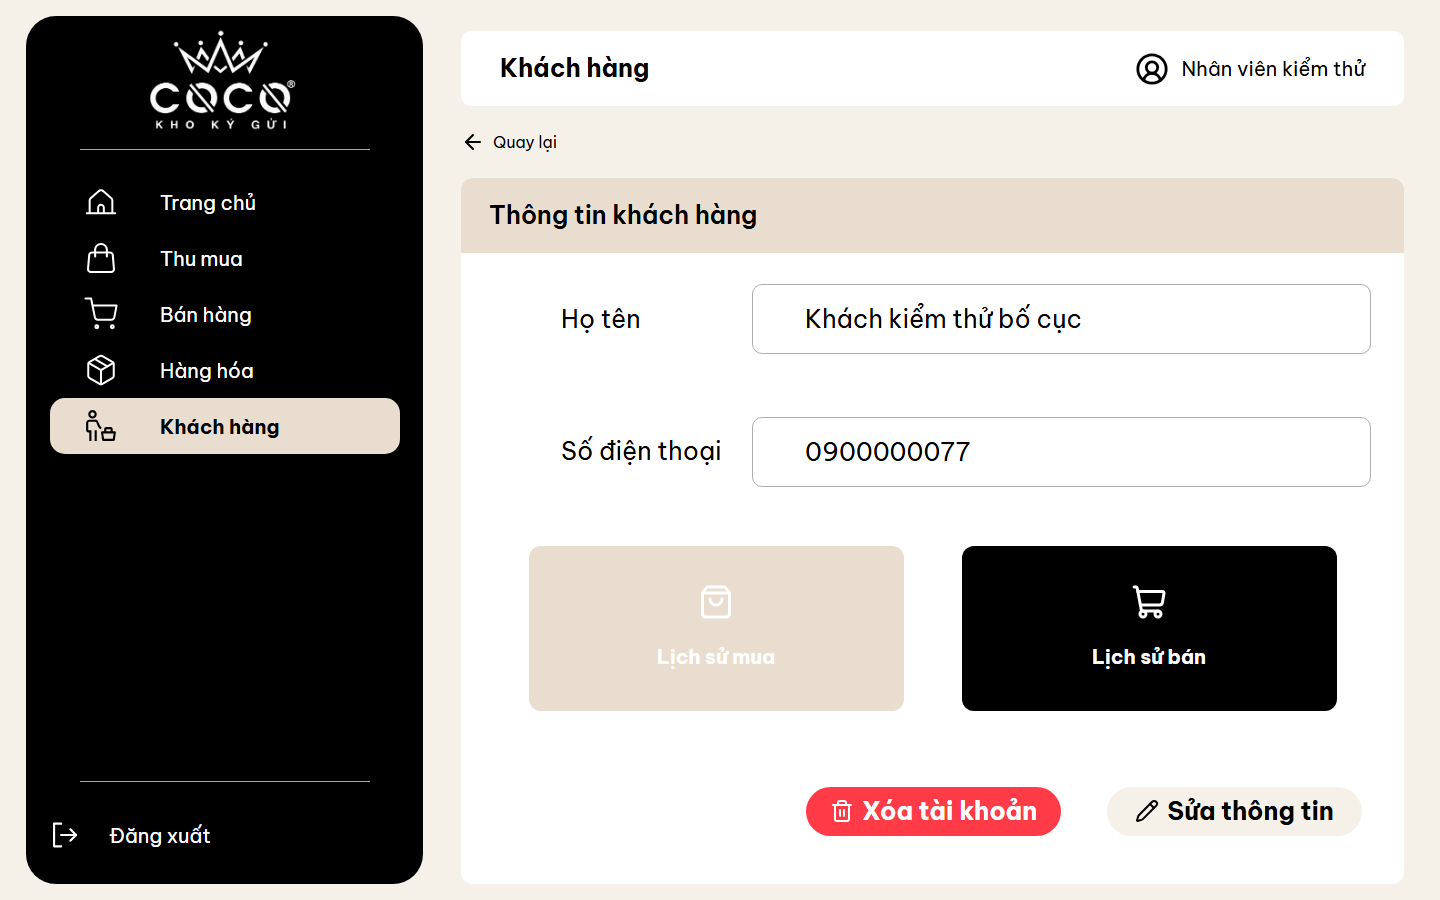 COCO®
KHO KÝ GỬI
Trang chủ
Thu mua
Bán hàng
Hàng hóa
Khách hàng
Đăng xuất
Khách hàng
Nhân viên kiểm thử
Quay lại
Thông tin khách hàng
Họ tên
Khách kiểm thử bố cục
Số điện thoại
0900000077
Lịch sử mua
Lịch sử bán
Xóa tài khoản
Sửa thông tin